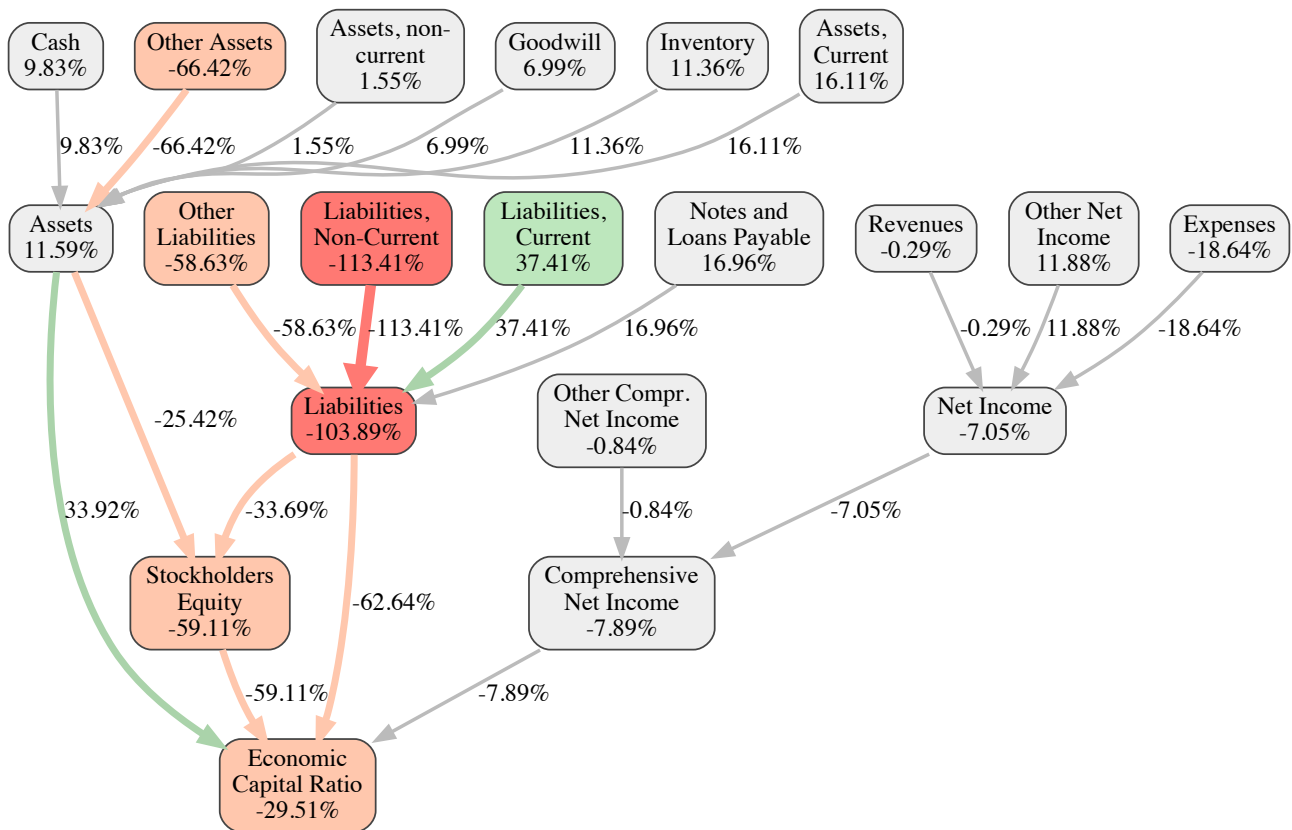 Cash
9.83%
Other Assets
-66.42%
Assets, non-
current
1.55%
Goodwill
6.99%
Inventory
11.36%
Assets,
Current
16.11%
9.83%
-66.42%
1.55%
6.99%
11.36%
16.11%
Assets
11.59%
Other
Liabilities
-58.63%
Liabilities,
Non-Current
-113.41%
Liabilities,
Current
37.41%
Notes and
Loans Payable
16.96%
Revenues
-0.29%
Other Net
Income
11.88%
Expenses
-18.64%
-58.63%
-113.41%
37.41%
16.96%
-0.29%
11.88%
-18.64%
Liabilities
-103.89%
Other Compr.
Net Income
-0.84%
Net Income
-7.05%
-25.42%
33.92%
-33.69%
-0.84%
-7.05%
Stockholders
Equity
-59.11%
-62.64%
Comprehensive
Net Income
-7.89%
-59.11%
-7.89%
Economic
Capital Ratio
-29.51%